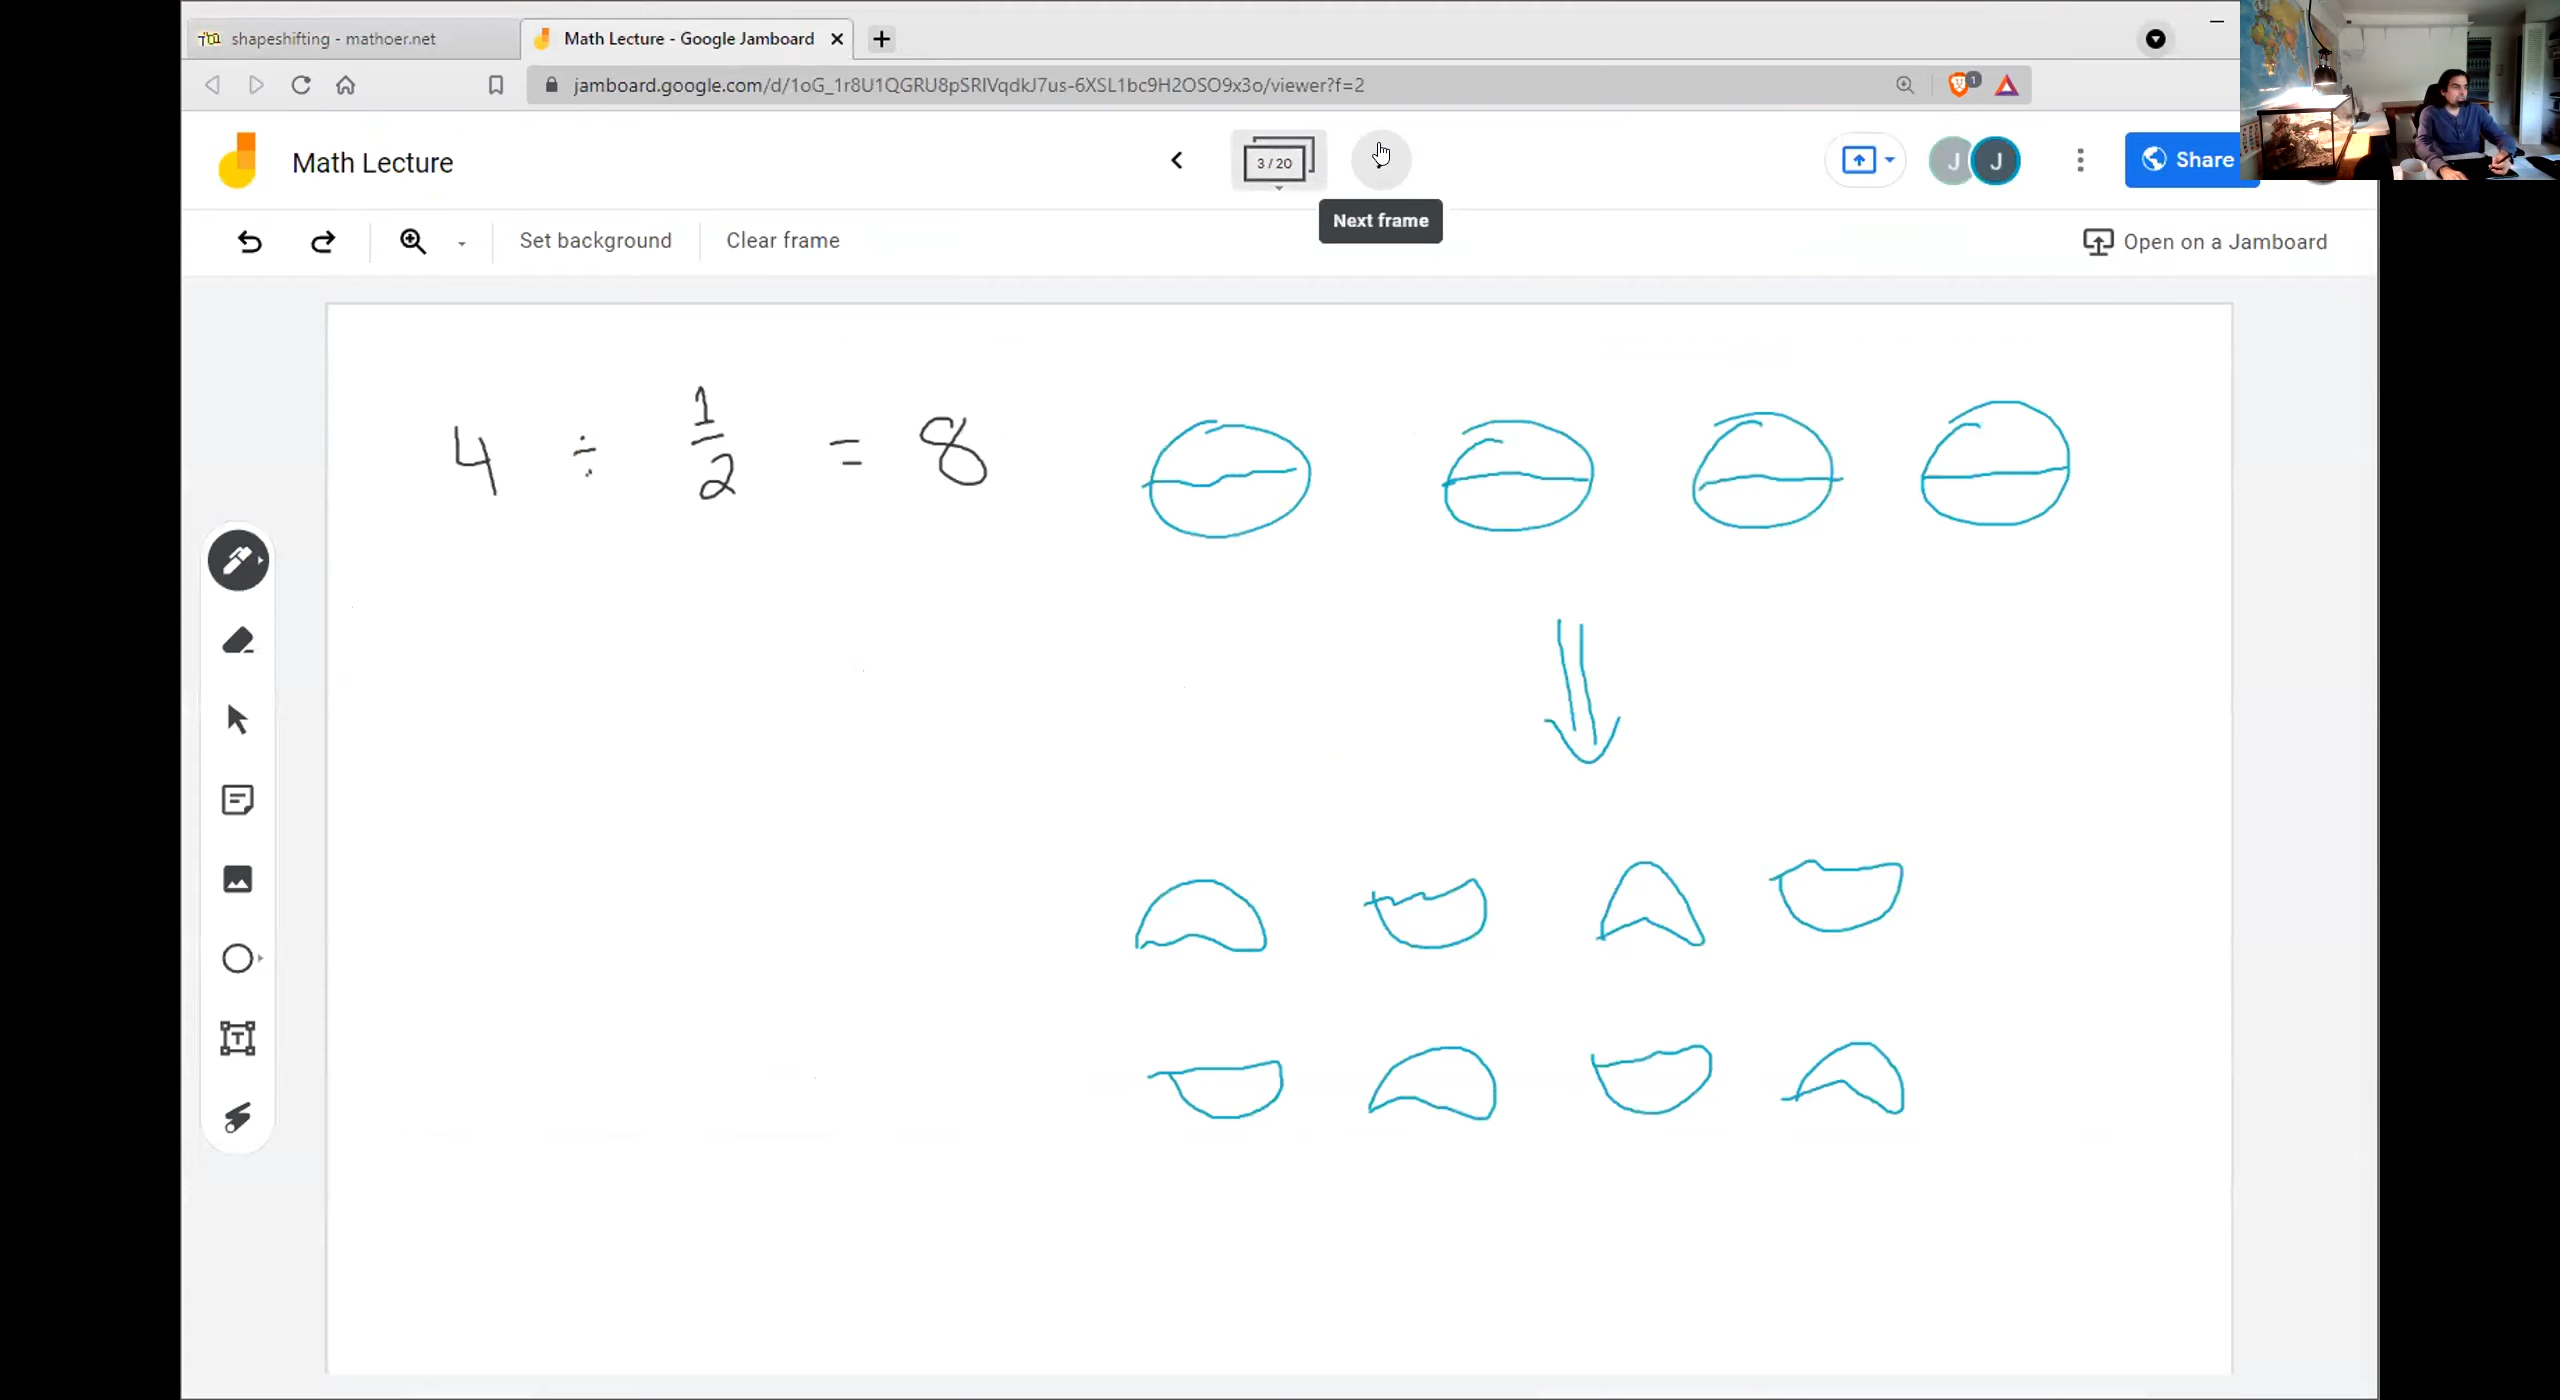 shapeshifting - mathoer.net
Math Lecture - Google Jamboard
jamboard.google.com/d/1oG_1r8U1QGRU8pSRIVqdkJ7us-6XSL1bc9H2OSO9x3o/viewer?f=2
1
Math Lecture
3 / 20
J J
Share
Next frame
Set background
Clear frame
Open on a Jamboard
4 ÷ 1/2 = 8